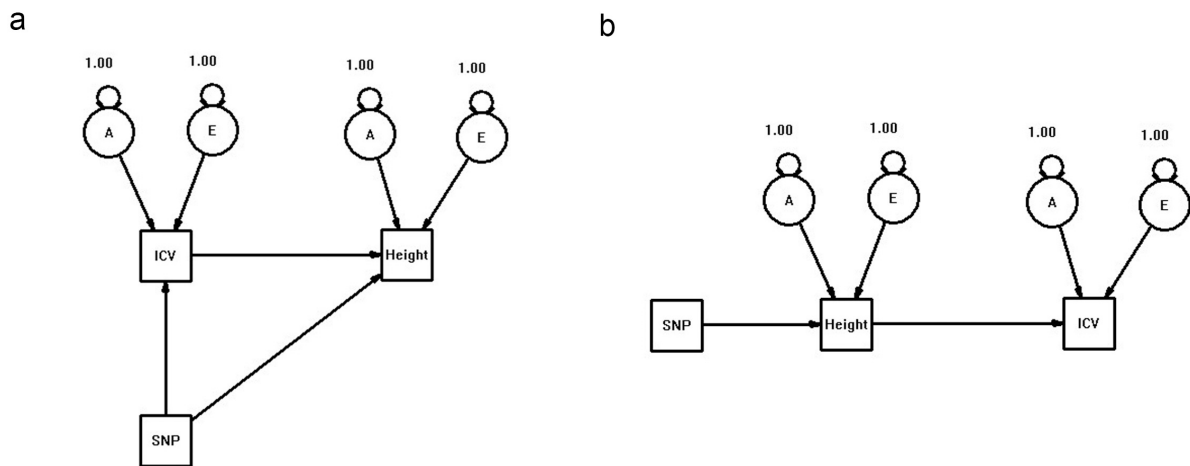 a
1.00 1.00 1.00 1.00
A E A E
ICV Height
SNP
b
1.00 1.00 1.00 1.00
A E A E
SNP Height ICV